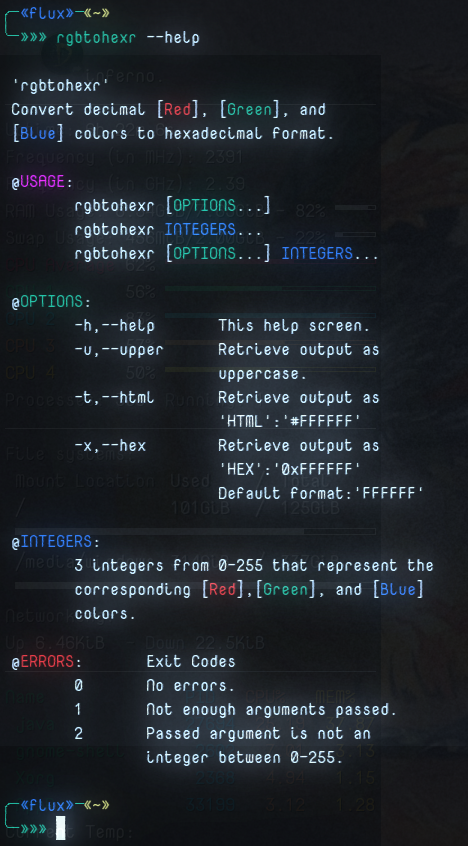 «flux»─«~»
»»» rgbtohexr --help
'rgbtohexr'
Convert decimal [Red], [Green], and
[Blue] colors to hexadecimal format.
@USAGE:
rgbtohexr [OPTIONS...]
rgbtohexr INTEGERS...
rgbtohexr [OPTIONS...] INTEGERS...
@OPTIONS:
-h,--help This help screen.
-u,--upper Retrieve output as
uppercase.
-t,--html Retrieve output as
'HTML':'#FFFFFF'
-x,--hex Retrieve output as
'HEX':'0xFFFFFF'
Default format:'FFFFFF'
@INTEGERS:
3 integers from 0-255 that represent the
corresponding [Red],[Green], and [Blue]
colors.
@ERRORS: Exit Codes
0 No errors.
1 Not enough arguments passed.
2 Passed argument is not an
integer between 0-255.
«flux»─«~»
»»»